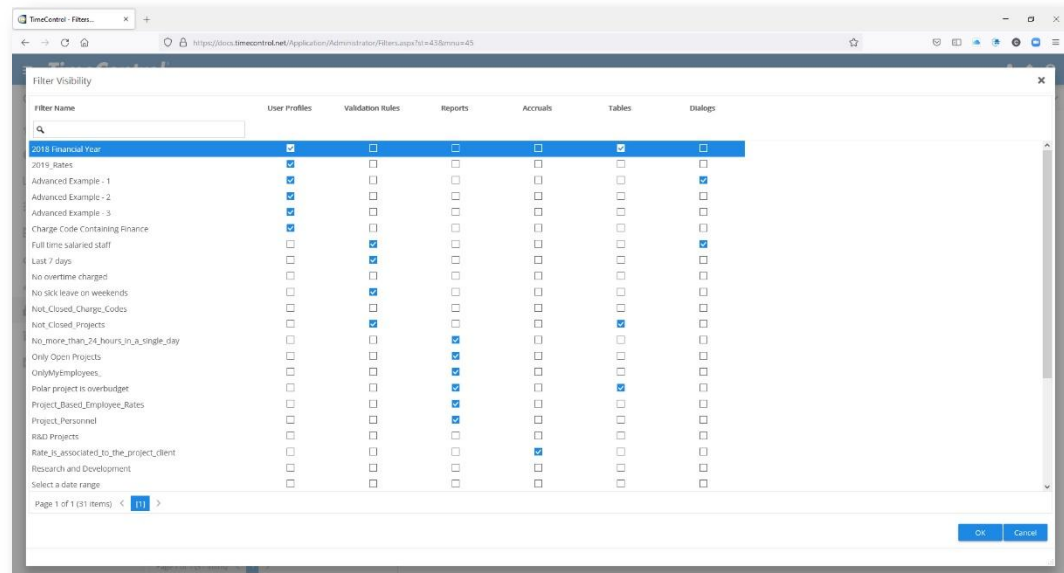 TimeControl - Filters...
https://docs.timecontrol.net/Application/Administrator/Filters.aspx?st=43&mnu=45
TimeControl
Filter Visibility
Filter Name User Profiles Validation Rules Reports Accruals Tables Dialogs
2018 Financial Year
2019_Rates
Advanced Example - 1
Advanced Example - 2
Advanced Example - 3
Charge Code Containing Finance
Full time salaried staff
Last 7 days
No overtime charged
No sick leave on weekends
Not_Closed_Charge_Codes
Not_Closed_Projects
No_more_than_24_hours_in_a_single_day
Only Open Projects
OnlyMyEmployees_
Polar project is overbudget
Project_Based_Employee_Rates
Project_Personnel
R&D Projects
Rate_is_associated_to_the_project_client
Research and Development
Select a date range
Page 1 of 1 (31 items) [1]
OK Cancel